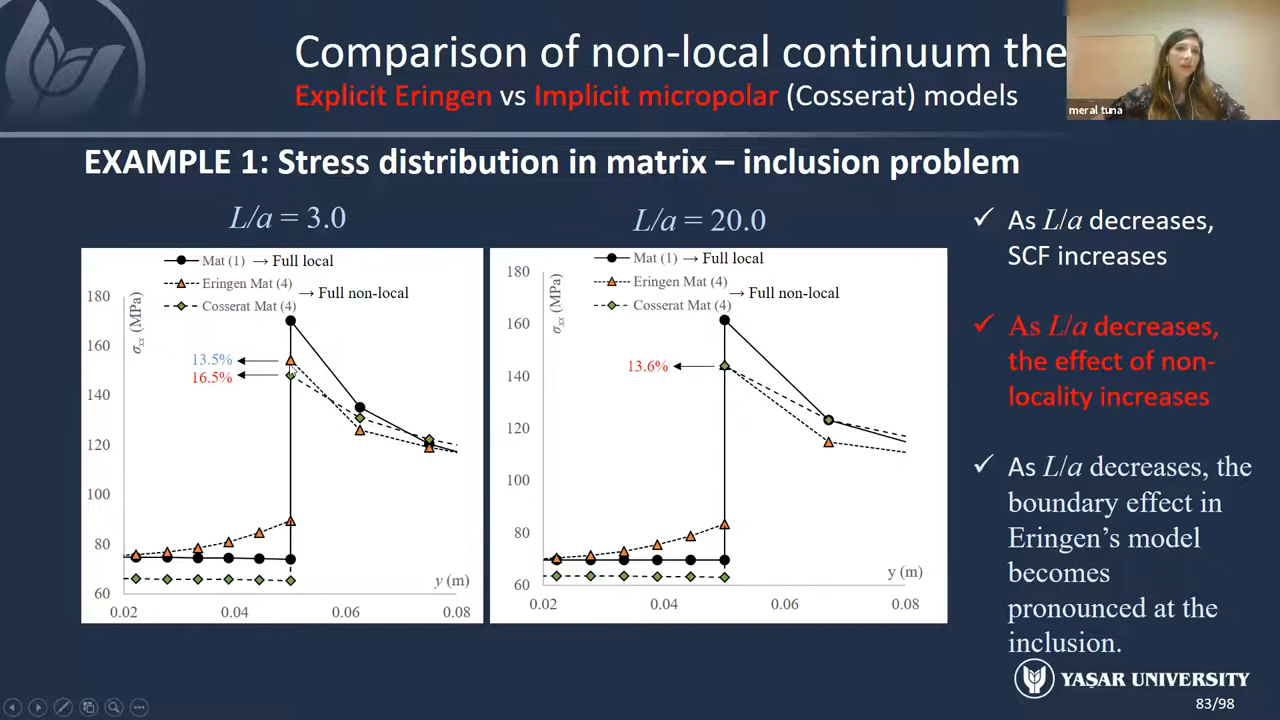 Comparison of non-local continuum the
Explicit Eringen vs Implicit micropolar (Cosserat) models
meral tuna
EXAMPLE 1: Stress distribution in matrix – inclusion problem
L/a = 3.0
Mat (1) → Full local
Eringen Mat (4)
→ Full non-local
Cosserat Mat (4)
σxx (MPa)
180
160
140
120
100
80
60
13.5%
16.5%
y (m)
0.02 0.04 0.06 0.08
L/a = 20.0
Mat (1) → Full local
Eringen Mat (4)
→ Full non-local
Cosserat Mat (4)
σxx (MPa)
180
160
140
120
100
80
60
13.6%
y (m)
0.02 0.04 0.06 0.08
✓ As L/a decreases,
SCF increases
✓ As L/a decreases,
the effect of non-
locality increases
✓ As L/a decreases, the
boundary effect in
Eringen’s model
becomes
pronounced at the
inclusion.
YAŞAR UNIVERSITY
83/98